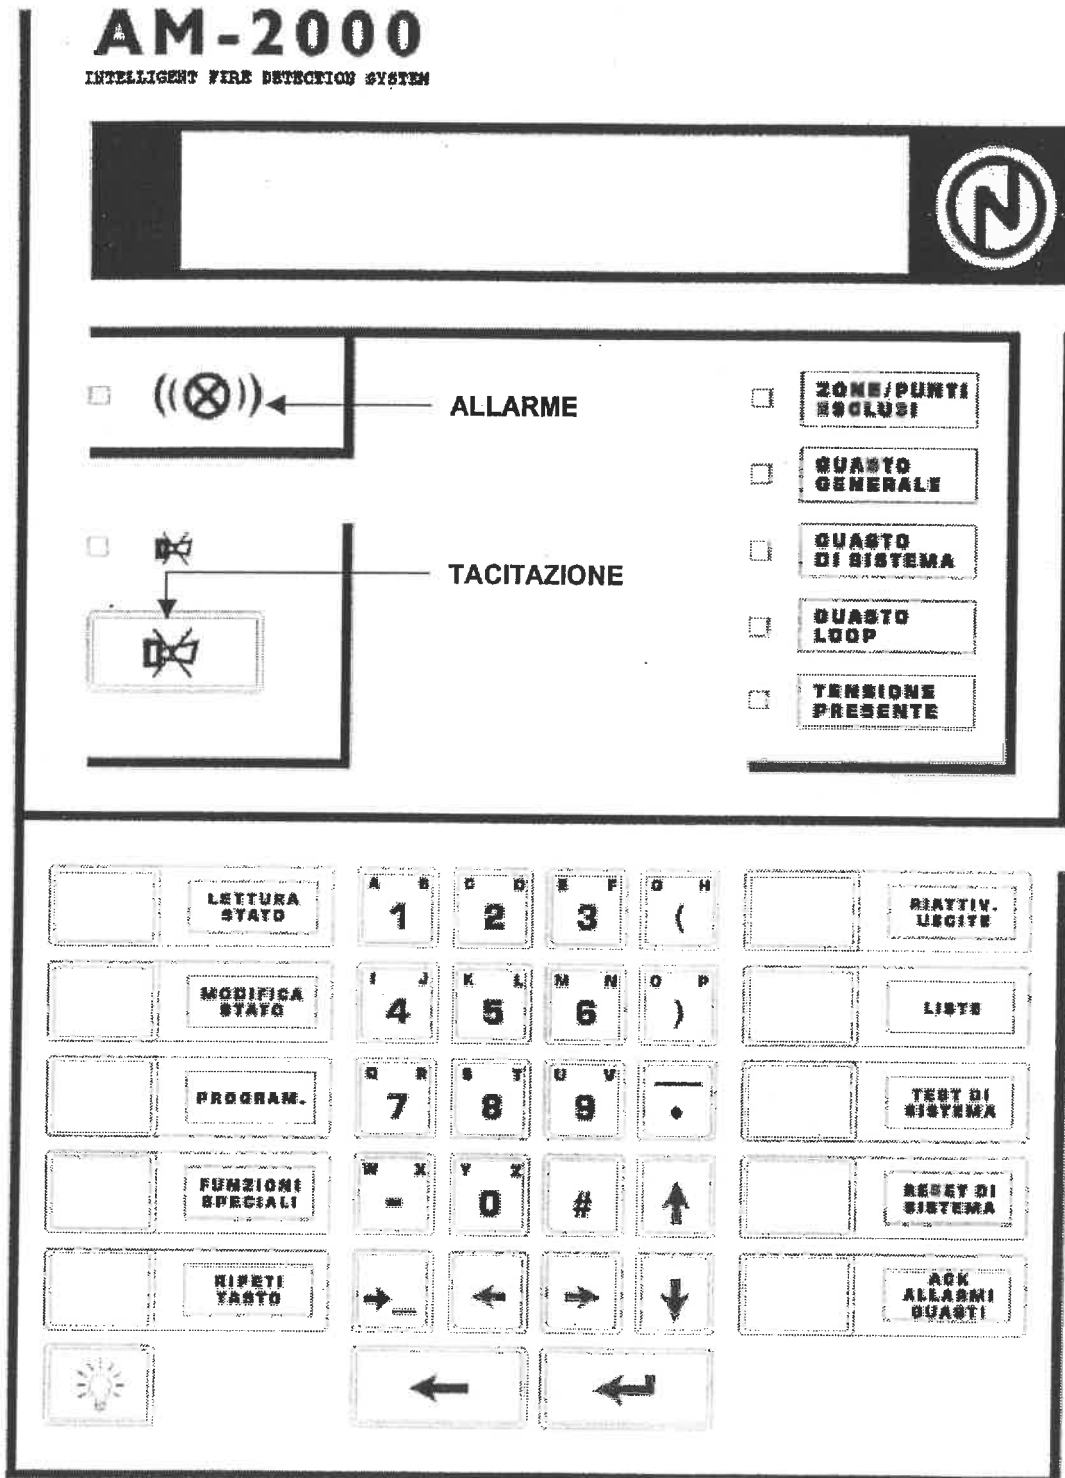 AM-2000
INTELLIGENT FIRE DETECTION SYSTEM
N
ALLARME
TACITAZIONE
ZONE/PUNTI
ESCLUSI
GUASTO
GENERALE
GUASTO
DI SISTEMA
GUASTO
LOOP
TENSIONE
PRESENTE
LETTURA
STATO
A B
1
C D
2
E F
3
G H
(
RIATTIV.
USCITE
MODIFICA
STATO
I J
4
K L
5
M N
6
O P
)
LISTE
PROGRAM.
Q R
7
S T
8
U V
9
.
TEST DI
SISTEMA
FUNZIONI
SPECIALI
W X
-
Y Z
0
#
RESET DI
SISTEMA
RIPETI
TASTO
ACK
ALLARMI
GUASTI